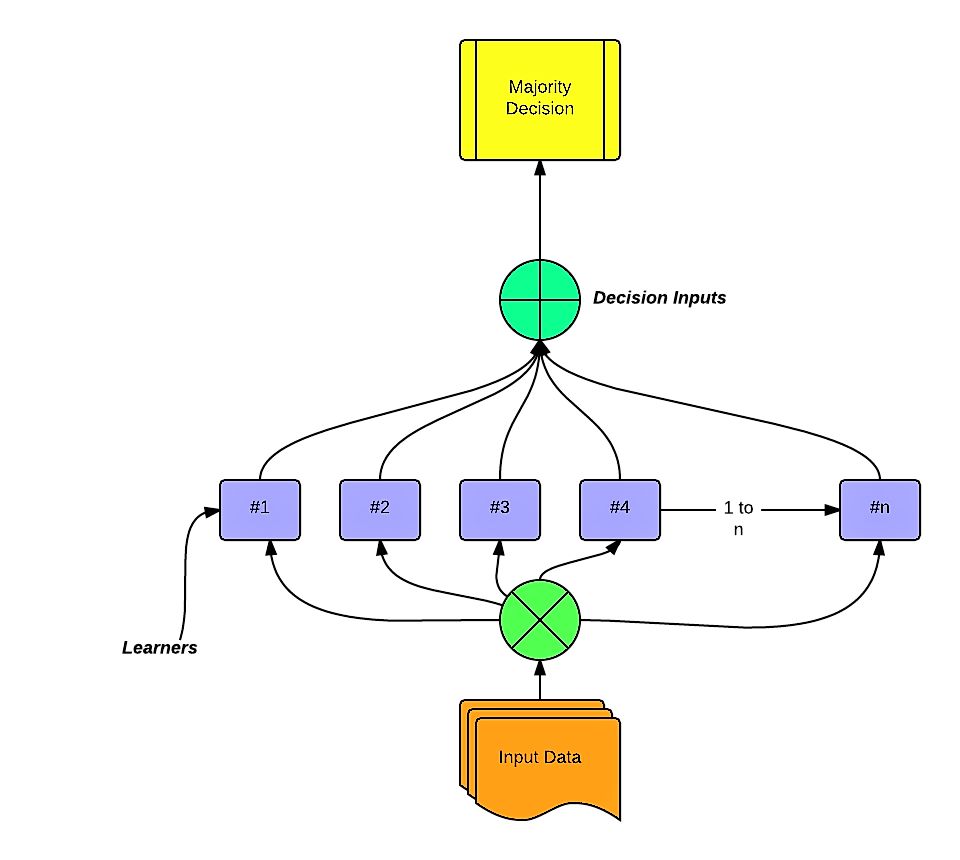 Majority
Decision
Decision Inputs
#1
#2
#3
#4
1 to
n
#n
Learners
Input Data